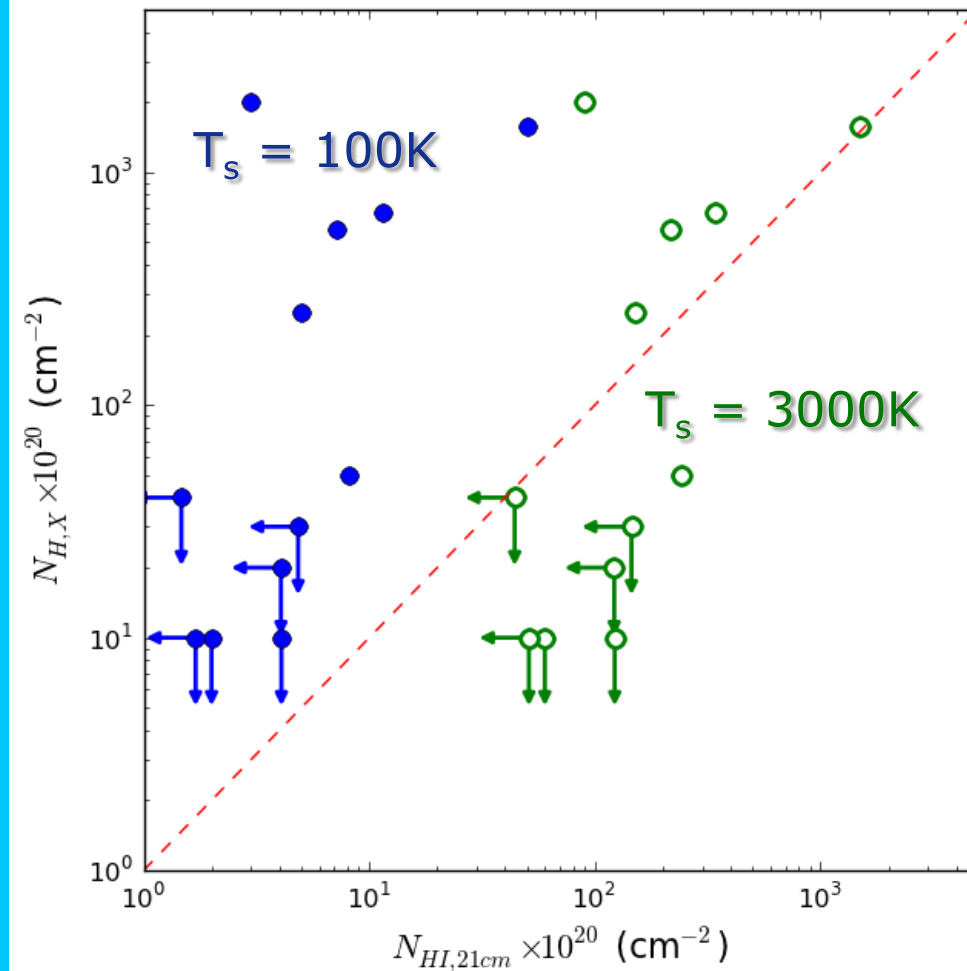 T_s = 100K
T_s = 3000K
N_{H,X} ×10^{20} (cm^{-2})
10^3
10^2
10^1
10^0
10^0 10^1 10^2 10^3
N_{HI,21cm} ×10^{20} (cm^{-2})